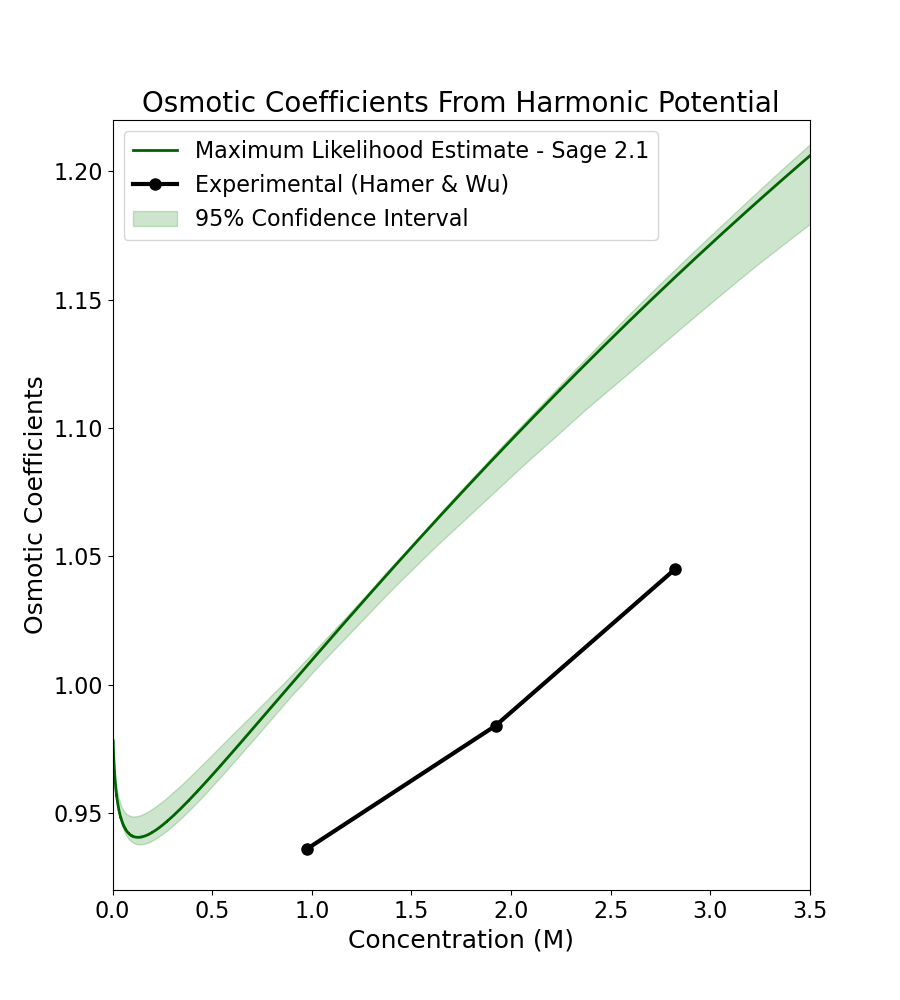 Osmotic Coefficients From Harmonic Potential
Maximum Likelihood Estimate - Sage 2.1
Experimental (Hamer & Wu)
95% Confidence Interval
Osmotic Coefficients
1.20
1.15
1.10
1.05
1.00
0.95
0.0 0.5 1.0 1.5 2.0 2.5 3.0 3.5
Concentration (M)